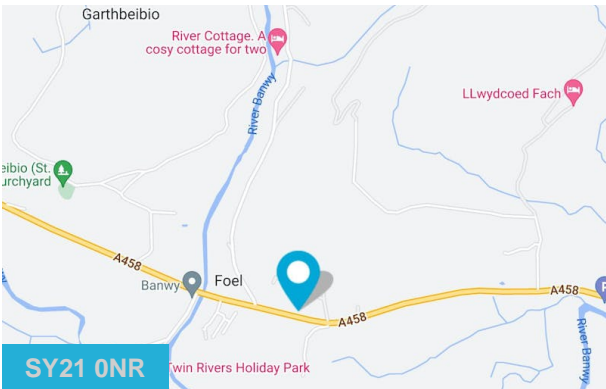 Garthbeibio
River Cottage. A
cosy cottage for two
River Banwy
LLwydcoed Fach
eibio (St.
urchyard
A458
Banwy
Foel
A458
A458
P
River Banwy
Twin Rivers Holiday Park
SY21 0NR